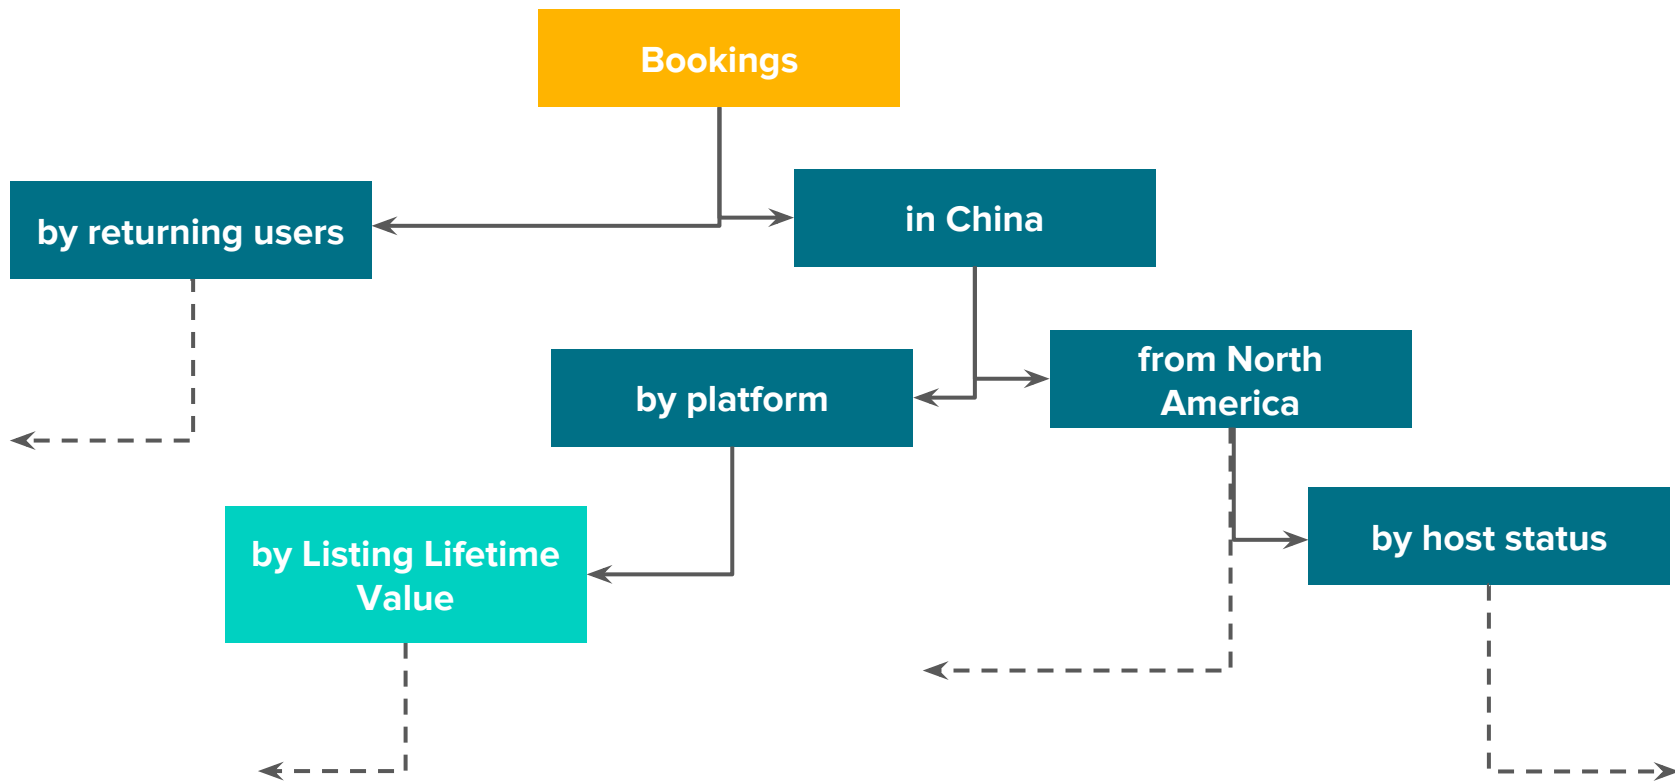 Bookings
by returning users
in China
by platform
from North
America
by Listing Lifetime
Value
by host status